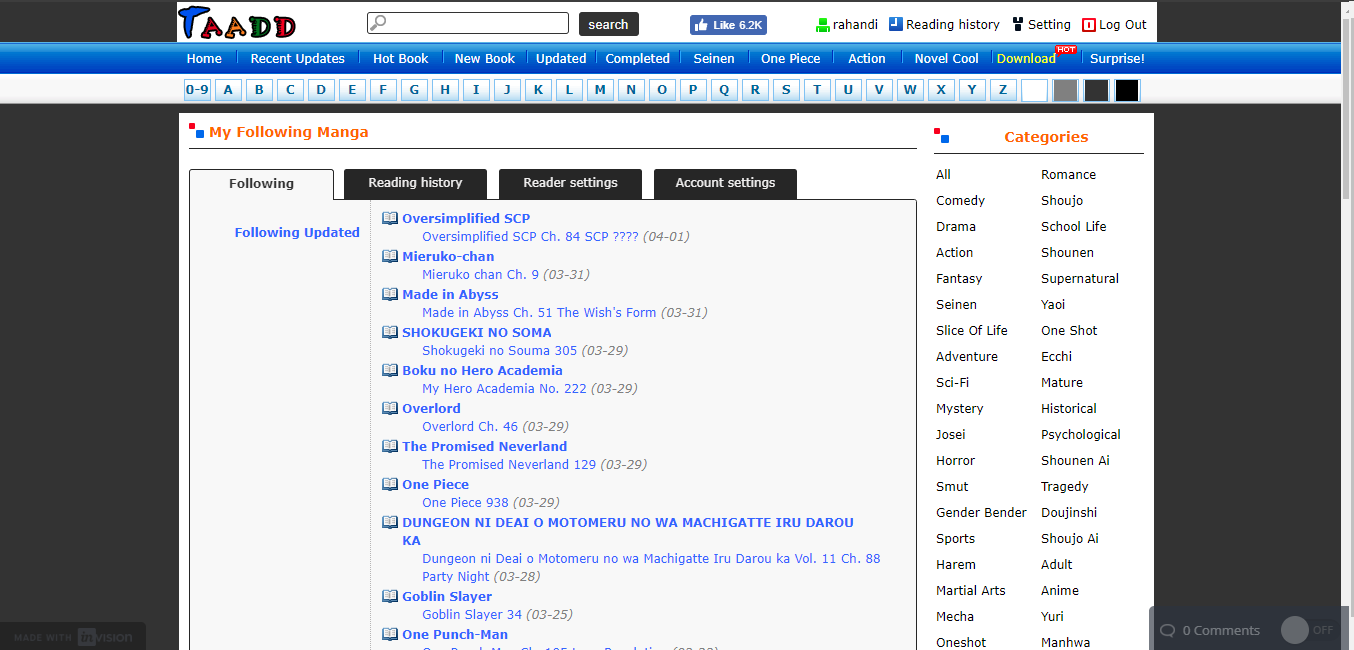 TAADD
search
Like 6.2K
rahandi Reading history Setting Log Out
Home Recent Updates Hot Book New Book Updated Completed Seinen One Piece Action Novel Cool Download HOT Surprise!
0-9 A B C D E F G H I J K L M N O P Q R S T U V W X Y Z
My Following Manga
Following Reading history Reader settings Account settings
Following Updated
Oversimplified SCP
Oversimplified SCP Ch. 84 SCP ???? (04-01)
Mieruko-chan
Mieruko chan Ch. 9 (03-31)
Made in Abyss
Made in Abyss Ch. 51 The Wish's Form (03-31)
SHOKUGEKI NO SOMA
Shokugeki no Souma 305 (03-29)
Boku no Hero Academia
My Hero Academia No. 222 (03-29)
Overlord
Overlord Ch. 46 (03-29)
The Promised Neverland
The Promised Neverland 129 (03-29)
One Piece
One Piece 938 (03-29)
DUNGEON NI DEAI O MOTOMERU NO WA MACHIGATTE IRU DAROU
KA
Dungeon ni Deai o Motomeru no wa Machigatte Iru Darou ka Vol. 11 Ch. 88
Party Night (03-28)
Goblin Slayer
Goblin Slayer 34 (03-25)
One Punch-Man
Categories
All Romance
Comedy Shoujo
Drama School Life
Action Shounen
Fantasy Supernatural
Seinen Yaoi
Slice Of Life One Shot
Adventure Ecchi
Sci-Fi Mature
Mystery Historical
Josei Psychological
Horror Shounen Ai
Smut Tragedy
Gender Bender Doujinshi
Sports Shoujo Ai
Harem Adult
Martial Arts Anime
Mecha Yuri
Oneshot Manhwa
MADE WITH invision
0 Comments OFF